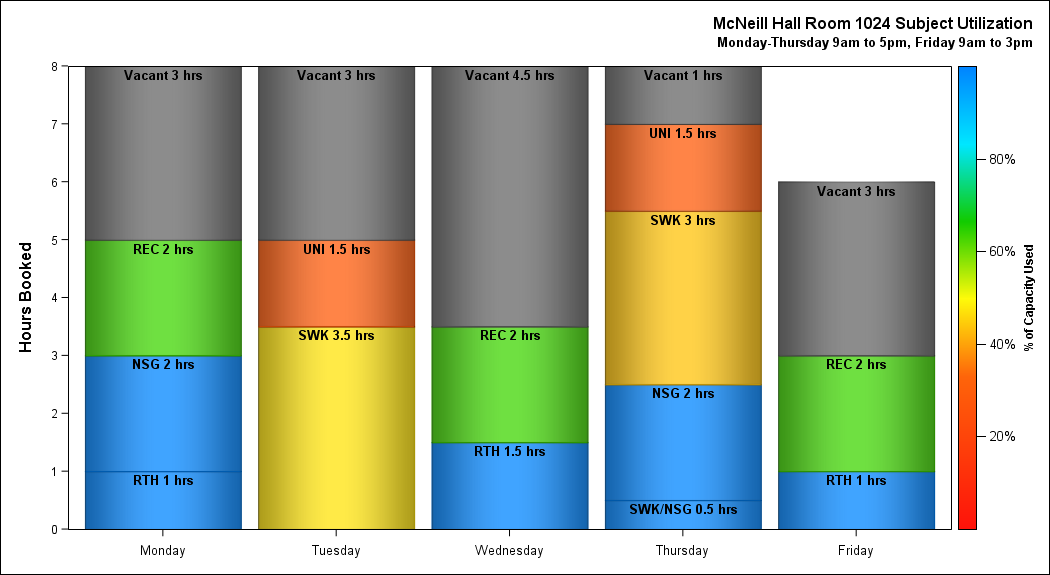 McNeill Hall Room 1024 Subject Utilization
Monday-Thursday 9am to 5pm, Friday 9am to 3pm
Hours Booked
8
7
6
5
4
3
2
1
0
Vacant 3 hrs
REC 2 hrs
NSG 2 hrs
RTH 1 hrs
Vacant 3 hrs
UNI 1.5 hrs
SWK 3.5 hrs
Vacant 4.5 hrs
REC 2 hrs
RTH 1.5 hrs
Vacant 1 hrs
UNI 1.5 hrs
SWK 3 hrs
NSG 2 hrs
SWK/NSG 0.5 hrs
Vacant 3 hrs
REC 2 hrs
RTH 1 hrs
Monday
Tuesday
Wednesday
Thursday
Friday
80%
60%
40%
20%
% of Capacity Used